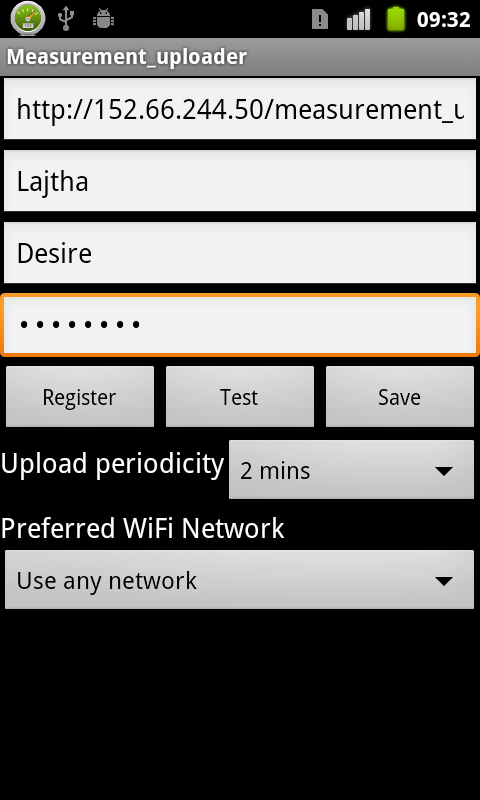 09:32
Measurement_uploader
http://152.66.244.50/measurement_u
Lajtha
Desire
••••••••
Register Test Save
Upload periodicity 2 mins
Preferred WiFi Network
Use any network